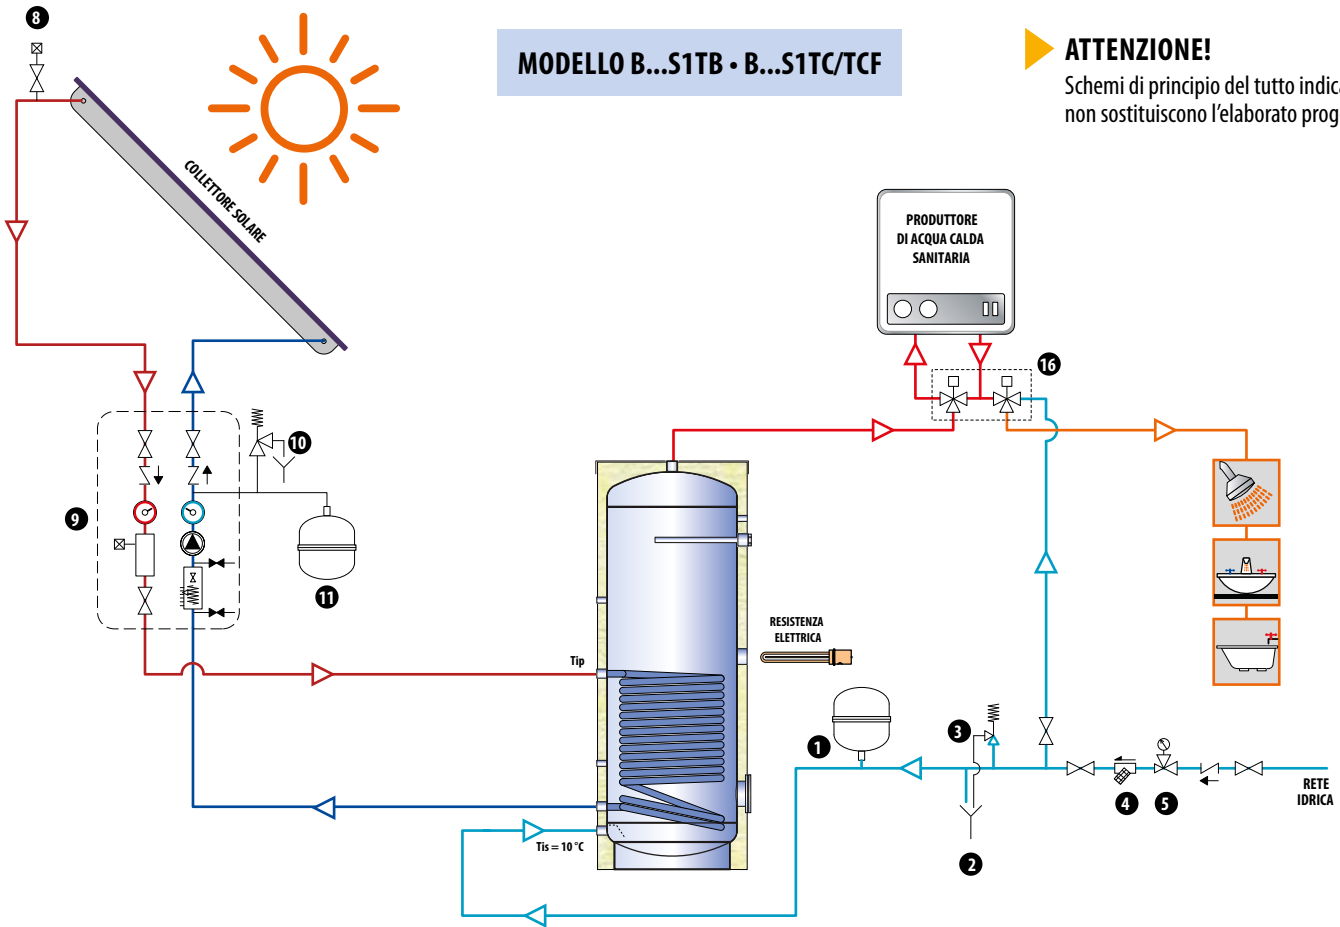 8
MODELLO B...S1TB • B...S1TC/TCF
ATTENZIONE!
Schemi di principio del tutto indica
non sostituiscono l'elaborato prog
COLLETTORE SOLARE
PRODUTTORE
DI ACQUA CALDA
SANITARIA
16
10
9
11
RESISTENZA
ELETTRICA
Tip
1
3
4
5
RETE
IDRICA
Tis = 10 °C
2